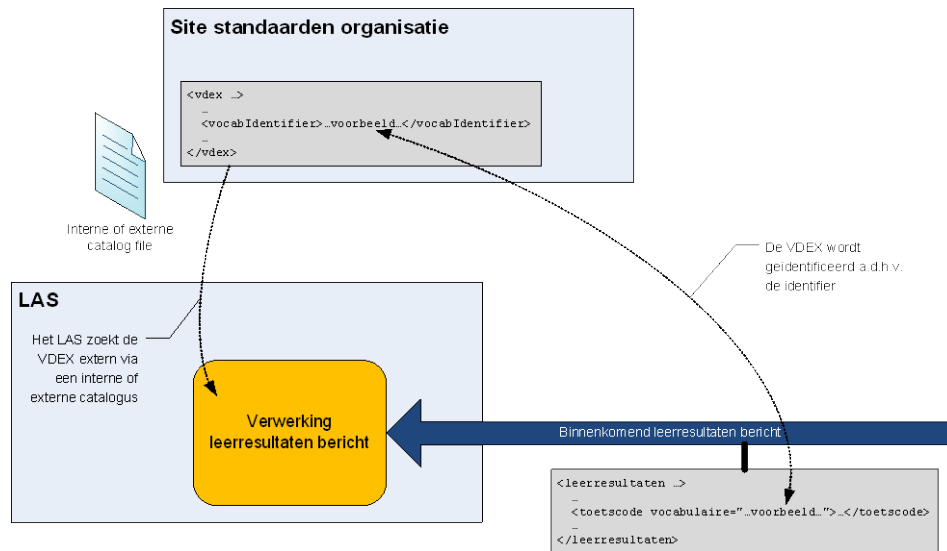 Site standaarden organisatie
<vdex …>
…
<vocabIdentifier>…voorbeeld…</vocabIdentifier>
…
</vdex>
Interne of externe
catalog file
De VDEX wordt
geidentificeerd a.d.h.v.
de identifier
LAS
Het LAS zoekt de
VDEX extern via
een interne of
externe catalogus
Verwerking
leerresultaten bericht
Binnenkomend leerresultaten bericht
<leerresultaten …>
…
<toetscode vocabulaire="…voorbeeld…">…</toetscode>
…
</leerresultaten>